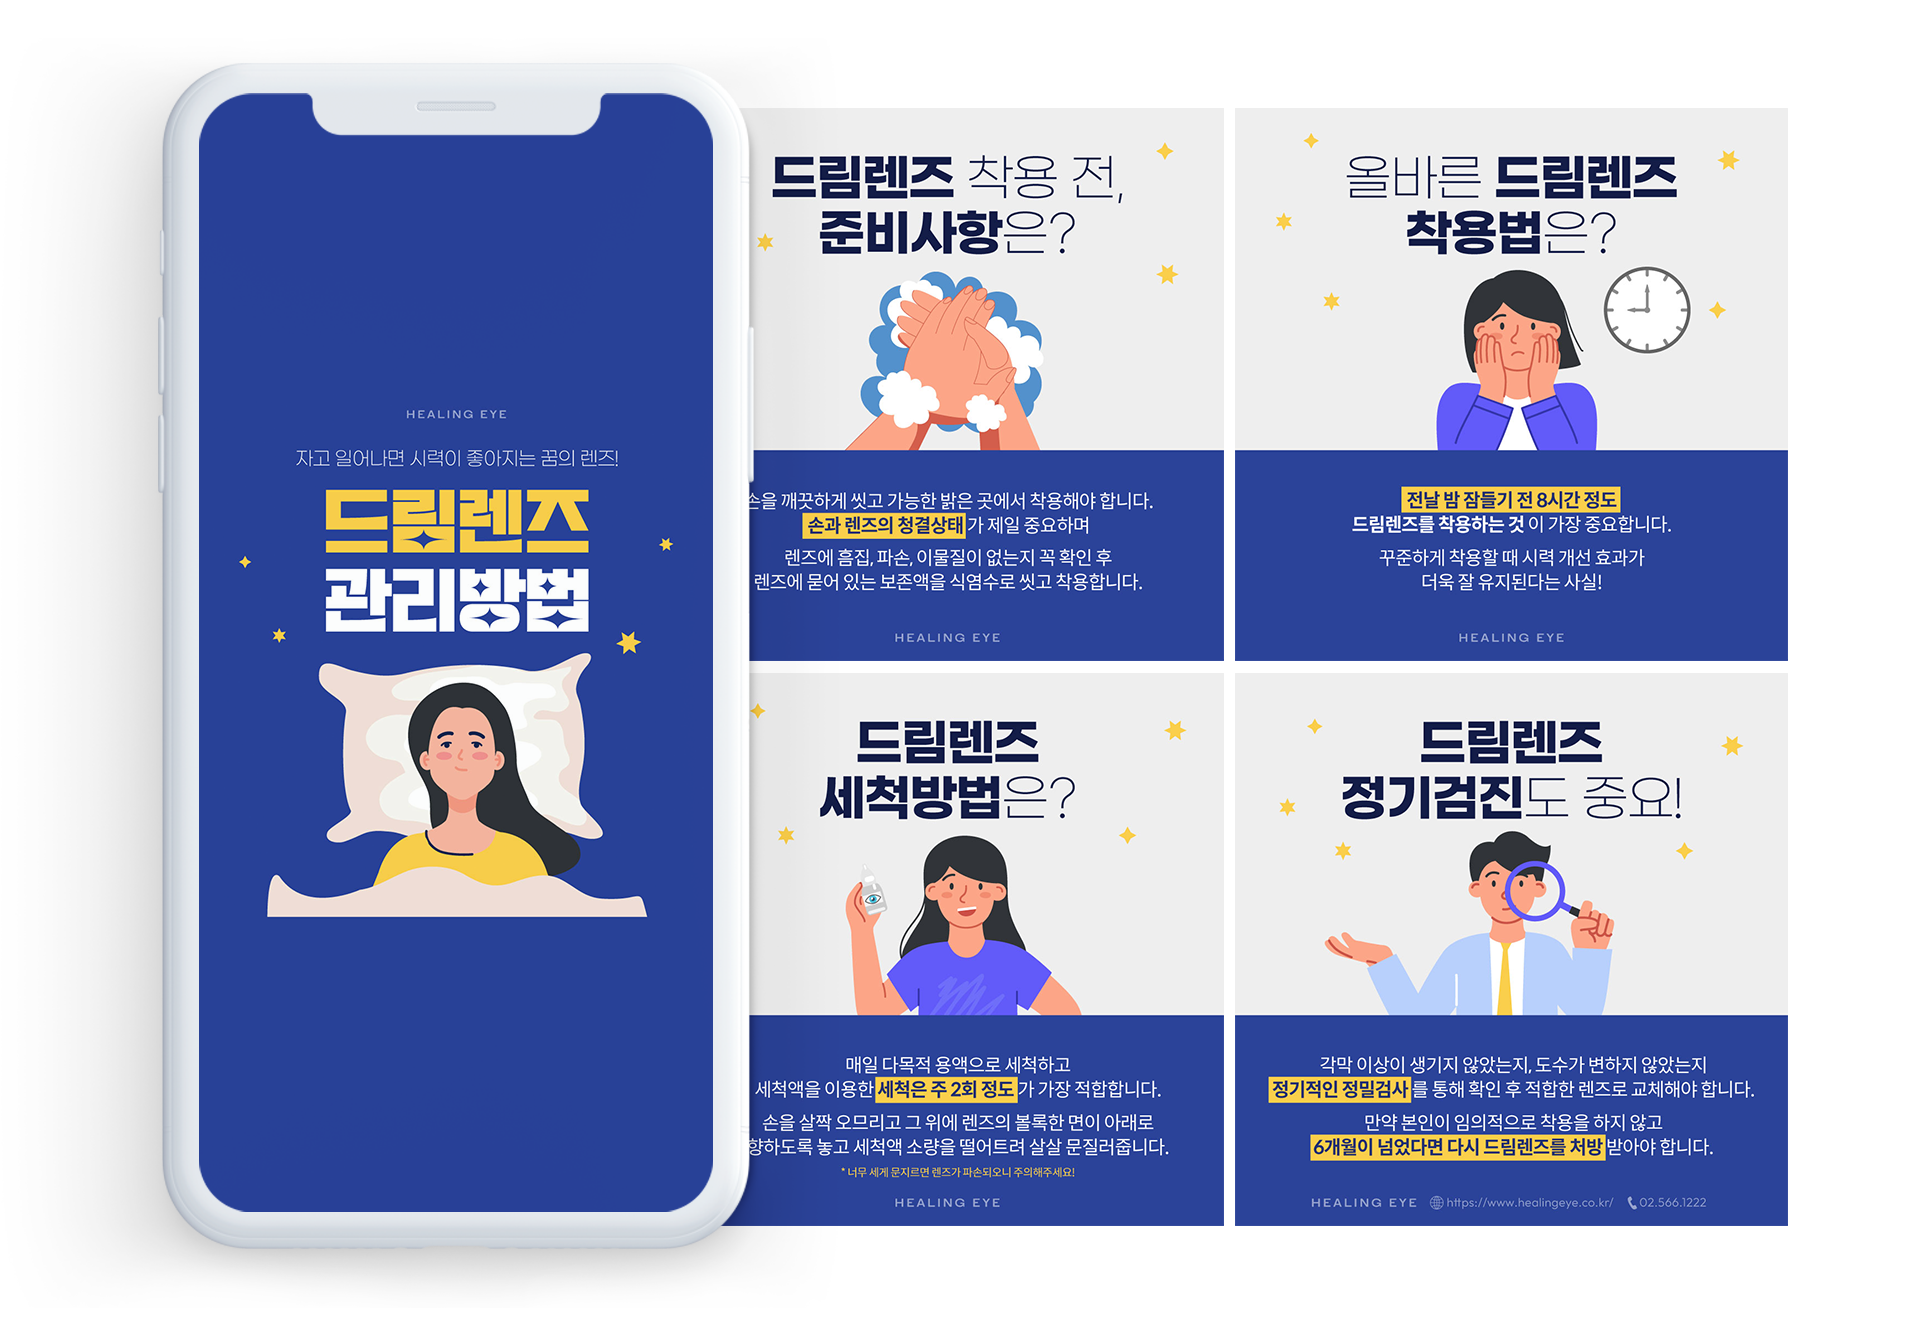 HEALING EYE
자고 일어나면 시력이 좋아지는 꿈의 렌즈!
드림렌즈
관리방법
드림렌즈 착용 전,
준비사항은?
손을 깨끗하게 씻고 가능한 밝은 곳에서 착용해야 합니다.
손과 렌즈의 청결상태가 제일 중요하며
렌즈에 흠집, 파손, 이물질이 없는지 꼭 확인 후
렌즈에 묻어 있는 보존액을 식염수로 씻고 착용합니다.
HEALING EYE
올바른 드림렌즈
착용법은?
전날 밤 잠들기 전 8시간 정도
드림렌즈를 착용하는 것이 가장 중요합니다.
꾸준하게 착용할 때 시력 개선 효과가
더욱 잘 유지된다는 사실!
HEALING EYE
드림렌즈
세척방법은?
매일 다목적 용액으로 세척하고
세척액을 이용한 세척은 주 2회 정도가 가장 적합합니다.
손을 살짝 오므리고 그 위에 렌즈의 볼록한 면이 아래로
향하도록 놓고 세척액 소량을 떨어트려 살살 문질러줍니다.
* 너무 세게 문지르면 렌즈가 파손되오니 주의해주세요!
HEALING EYE
드림렌즈
정기검진도 중요!
각막 이상이 생기지 않았는지, 도수가 변하지 않았는지
정기적인 정밀검사를 통해 확인 후 적합한 렌즈로 교체해야 합니다.
만약 본인이 임의적으로 착용을 하지 않고
6개월이 넘었다면 다시 드림렌즈를 처방받아야 합니다.
HEALING EYE https://www.healingeye.co.kr/ 02.566.1222